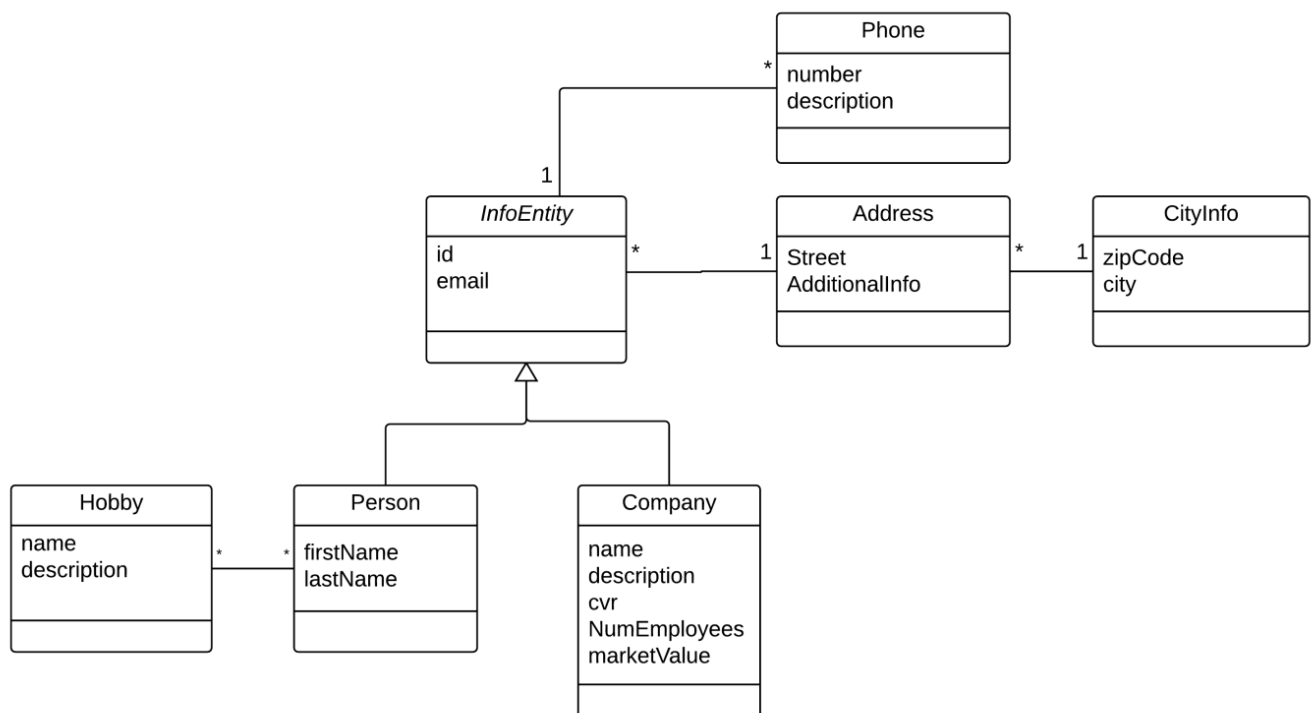 Phone
number
description
*
1
InfoEntity
id
email
*
1
Address
Street
AdditionalInfo
*
1
CityInfo
zipCode
city
Hobby
name
description
*
*
Person
firstName
lastName
Company
name
description
cvr
NumEmployees
marketValue